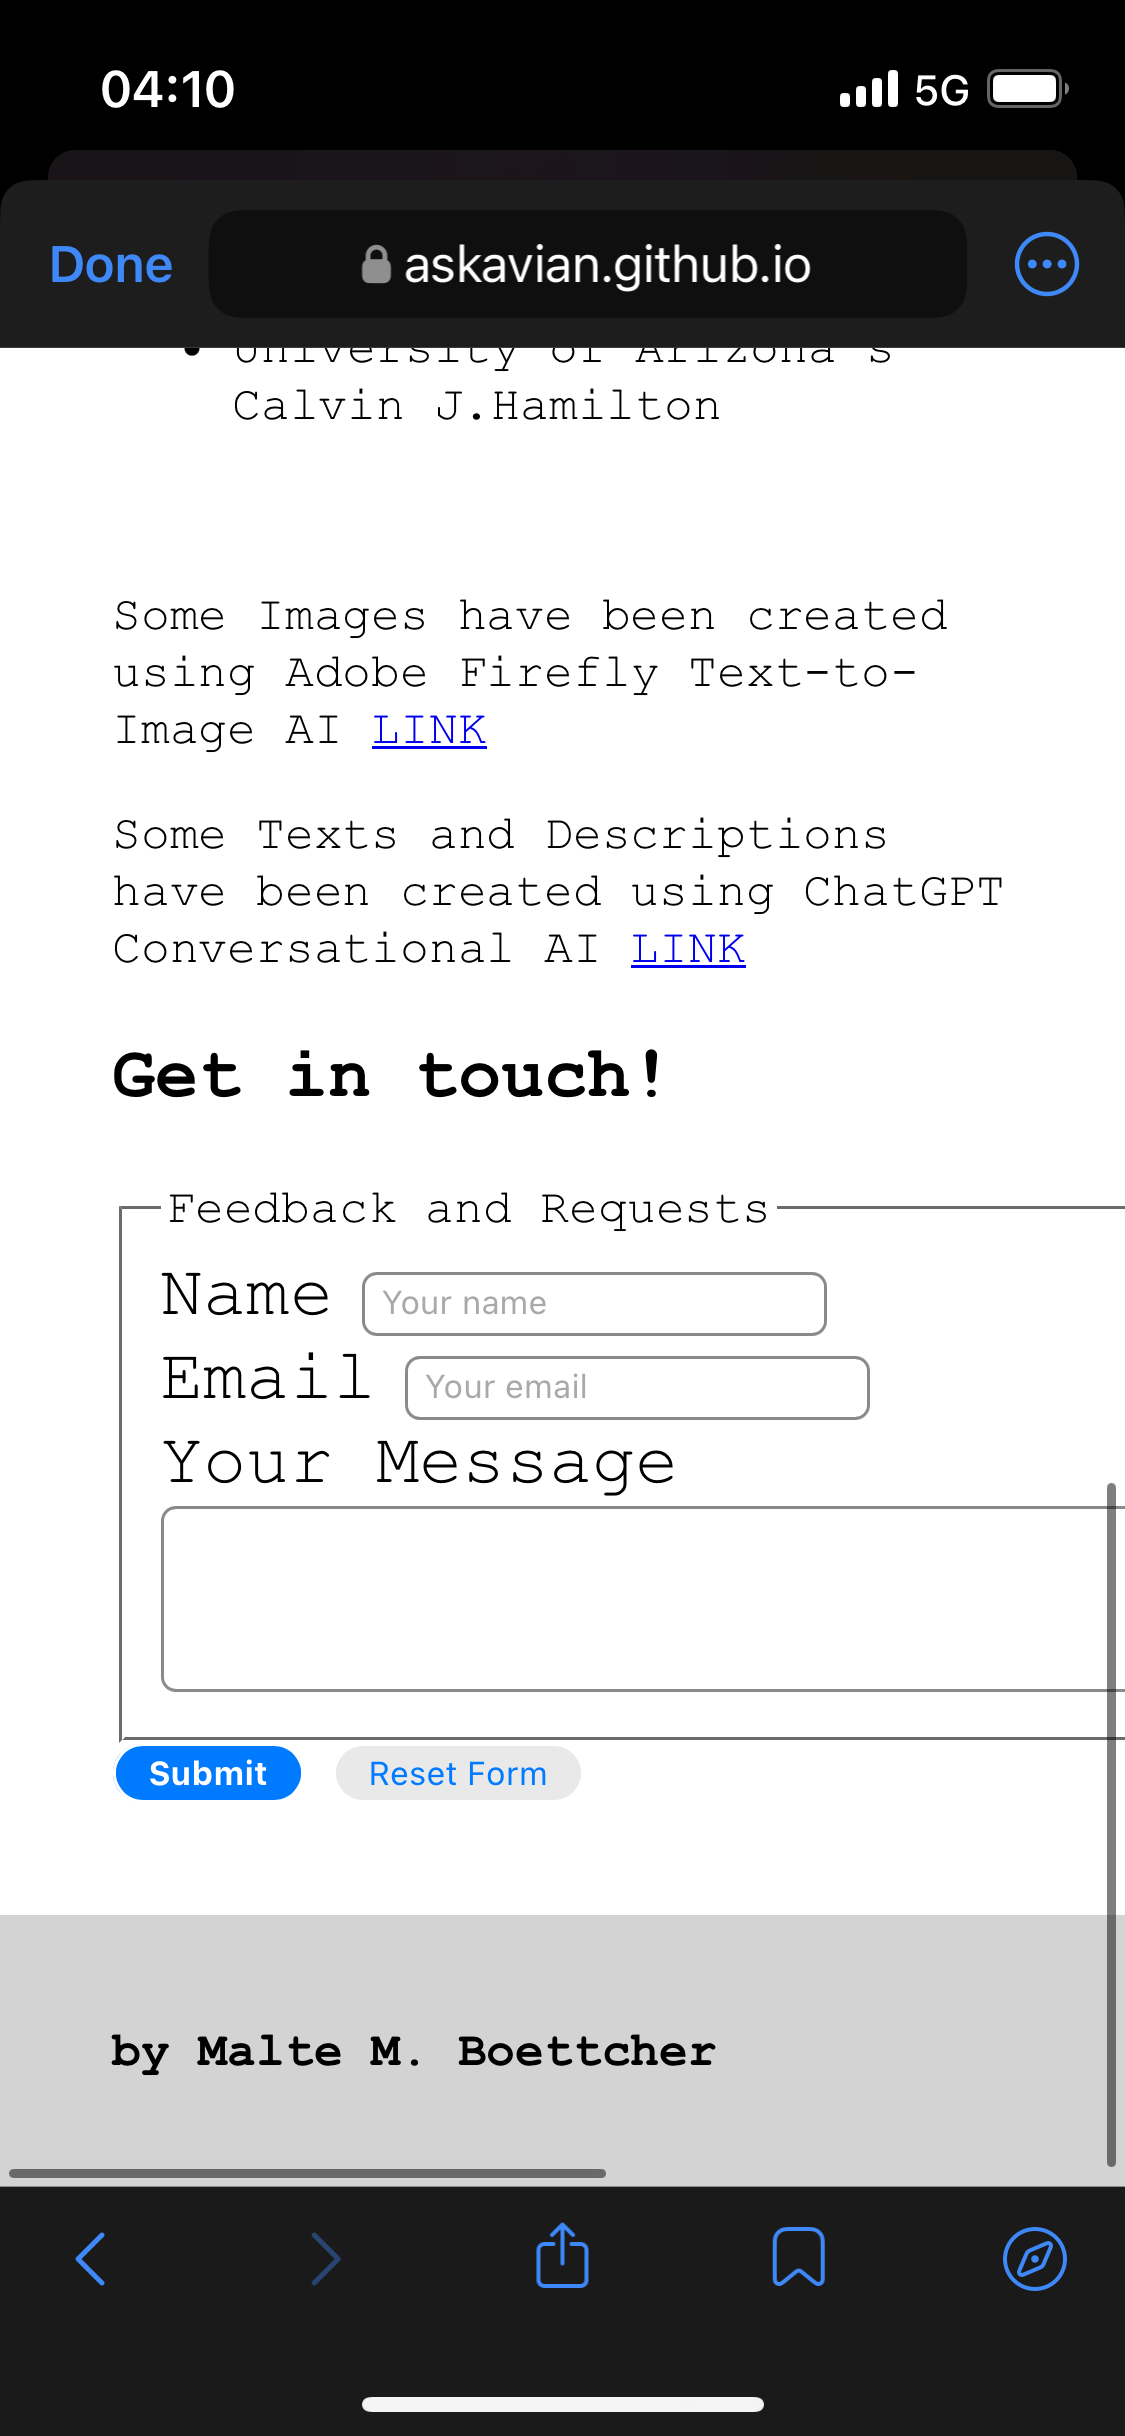 04:10
5G
Done
askavian.github.io
University of Arizona's
Calvin J.Hamilton
Some Images have been created
using Adobe Firefly Text-to-
Image AI LINK
Some Texts and Descriptions
have been created using ChatGPT
Conversational AI LINK
Get in touch!
Feedback and Requests
Name Your name
Email Your email
Your Message
Submit Reset Form
by Malte M. Boettcher